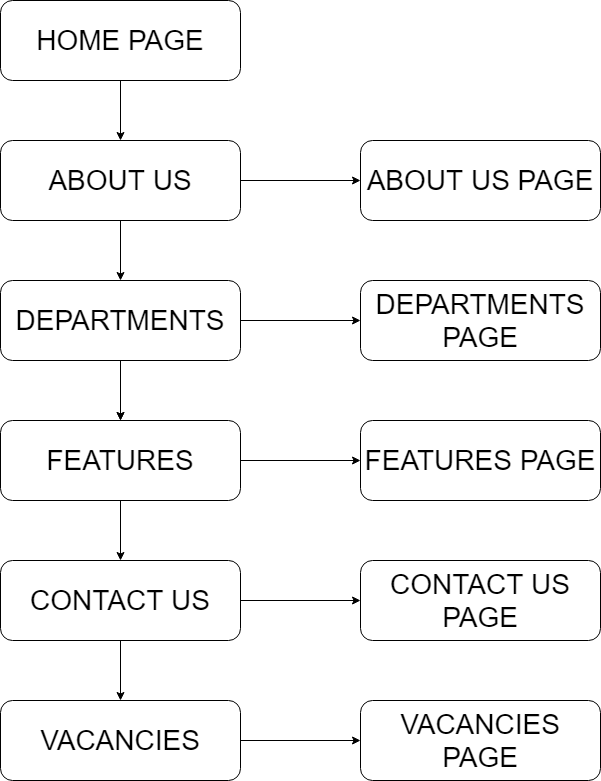 HOME PAGE
ABOUT US
ABOUT US PAGE
DEPARTMENTS
DEPARTMENTS
PAGE
FEATURES
FEATURES PAGE
CONTACT US
CONTACT US
PAGE
VACANCIES
VACANCIES
PAGE